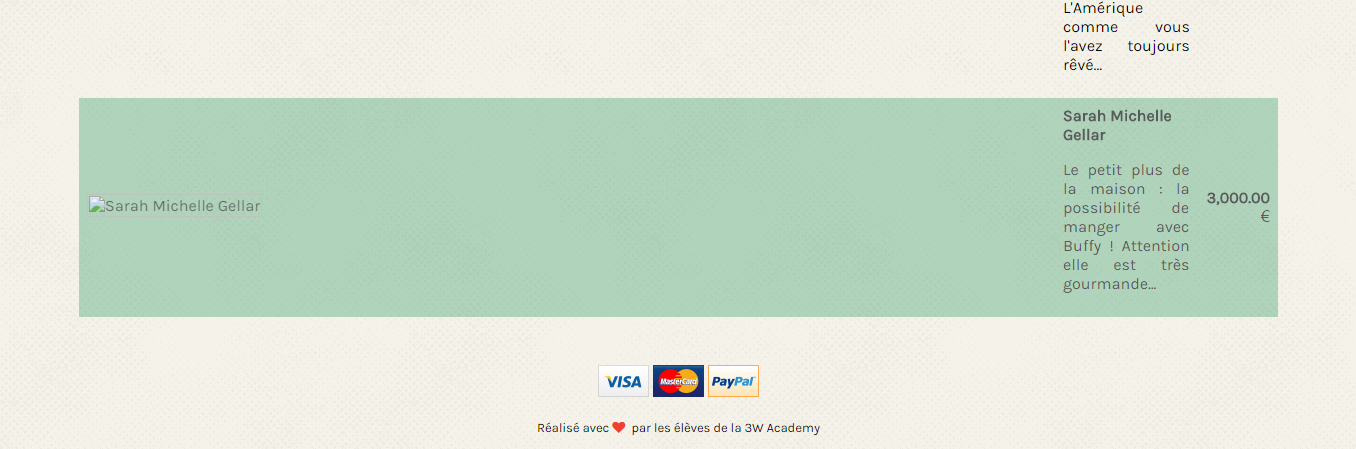 L'Amérique
comme vous
l'avez toujours
rêvé...
Sarah Michelle
Gellar
Le petit plus de
la maison : la
possibilité de
manger avec
Buffy ! Attention
elle est très
gourmande...
Sarah Michelle Gellar
3,000.00
€
VISA MasterCard PayPal
Réalisé avec par les élèves de la 3W Academy